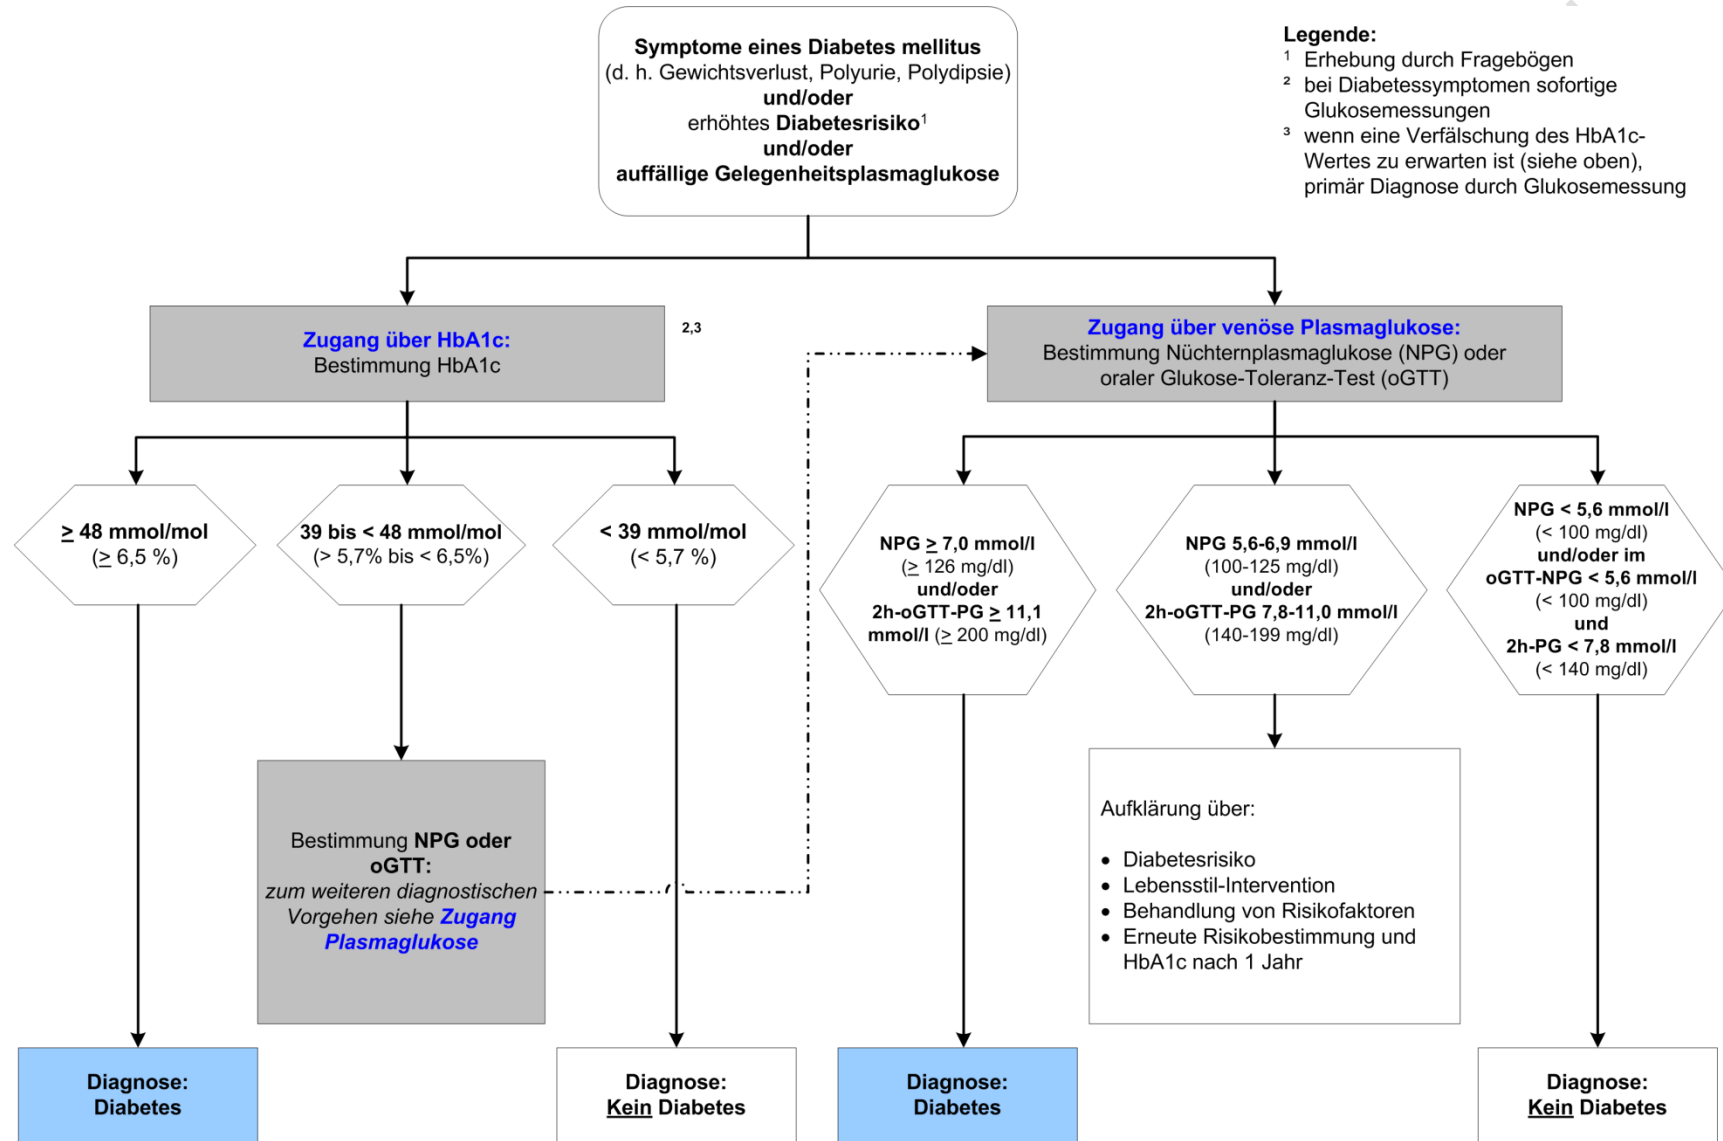 Symptome eines Diabetes mellitus
(d. h. Gewichtsverlust, Polyurie, Polydipsie)
und/oder
erhöhtes Diabetesrisiko¹
und/oder
auffällige Gelegenheitsplasmaglukose
Legende:
¹ Erhebung durch Fragebögen
² bei Diabetessymptomen sofortige
Glukosemessungen
³ wenn eine Verfälschung des HbA1c-
Wertes zu erwarten ist (siehe oben),
primär Diagnose durch Glukosemessung
Zugang über HbA1c:
Bestimmung HbA1c
2,3
Zugang über venöse Plasmaglukose:
Bestimmung Nüchternplasmaglukose (NPG) oder
oraler Glukose-Toleranz-Test (oGTT)
≥ 48 mmol/mol
(≥ 6,5 %)
39 bis < 48 mmol/mol
(> 5,7% bis < 6,5%)
< 39 mmol/mol
(< 5,7 %)
NPG ≥ 7,0 mmol/l
(≥ 126 mg/dl)
und/oder
2h-oGTT-PG ≥ 11,1
mmol/l (≥ 200 mg/dl)
NPG 5,6-6,9 mmol/l
(100-125 mg/dl)
und/oder
2h-oGTT-PG 7,8-11,0 mmol/l
(140-199 mg/dl)
NPG < 5,6 mmol/l
(< 100 mg/dl)
und/oder im
oGTT-NPG < 5,6 mmol/l
(< 100 mg/dl)
und
2h-PG < 7,8 mmol/l
(< 140 mg/dl)
Bestimmung NPG oder
oGTT:
zum weiteren diagnostischen
Vorgehen siehe Zugang
Plasmaglukose
Aufklärung über:
• Diabetesrisiko
• Lebensstil-Intervention
• Behandlung von Risikofaktoren
• Erneute Risikobestimmung und
HbA1c nach 1 Jahr
Diagnose:
Diabetes
Diagnose:
Kein Diabetes
Diagnose:
Diabetes
Diagnose:
Kein Diabetes